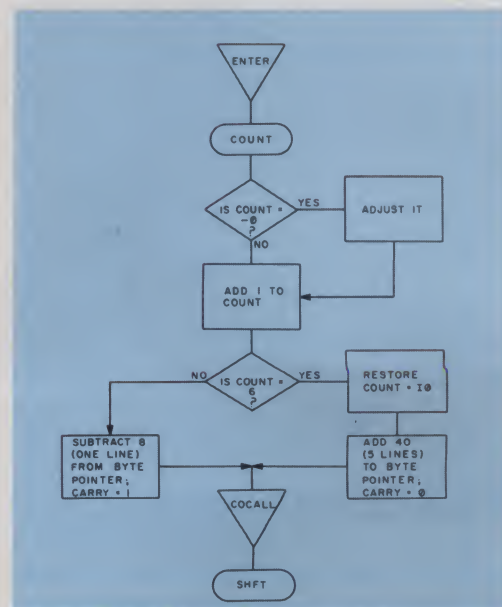 ENTER
COUNT
IS COUNT =
-0
?
YES
ADJUST IT
NO
ADD 1 TO
COUNT
NO
IS COUNT =
6
?
YES
RESTORE
COUNT = 10
SUBTRACT 8
(ONE LINE)
FROM BYTE
POINTER;
CARRY = 1
ADD 40
(5 LINES)
TO BYTE
POINTER;
CARRY = 0
COCALL
SHFT